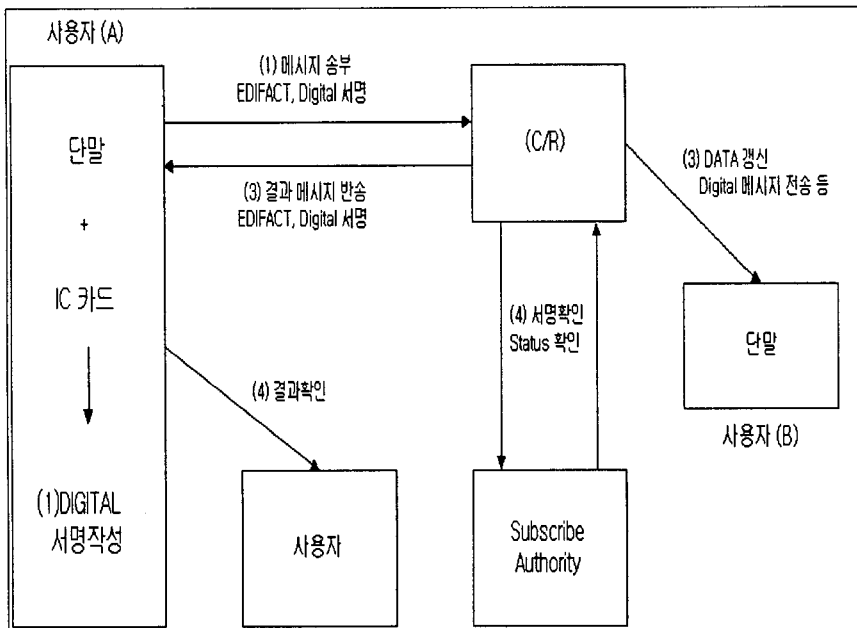 사용자 (A)
(1) 메시지 송부
EDIFACT, Digital 서명
단말
+
IC 카드
(1)DIGITAL
서명작성
(3) 결과 메시지 반송
EDIFACT, Digital 서명
(C/R)
(3) DATA 갱신
Digital 메시지 전송 등
(4) 서명확인
Status 확인
단말
사용자 (B)
(4) 결과확인
사용자
Subscribe
Authority